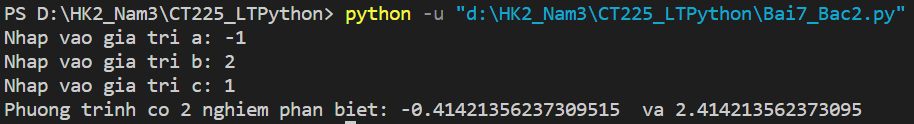 PS D:\HK2_Nam3\CT225_LTPython> python -u "d:\HK2_Nam3\CT225_LTPython\Bai7_Bac2.py"
Nhap vao gia tri a: -1
Nhap vao gia tri b: 2
Nhap vao gia tri c: 1
Phuong trinh co 2 nghiem phan biet: -0.41421356237309515  va 2.414213562373095